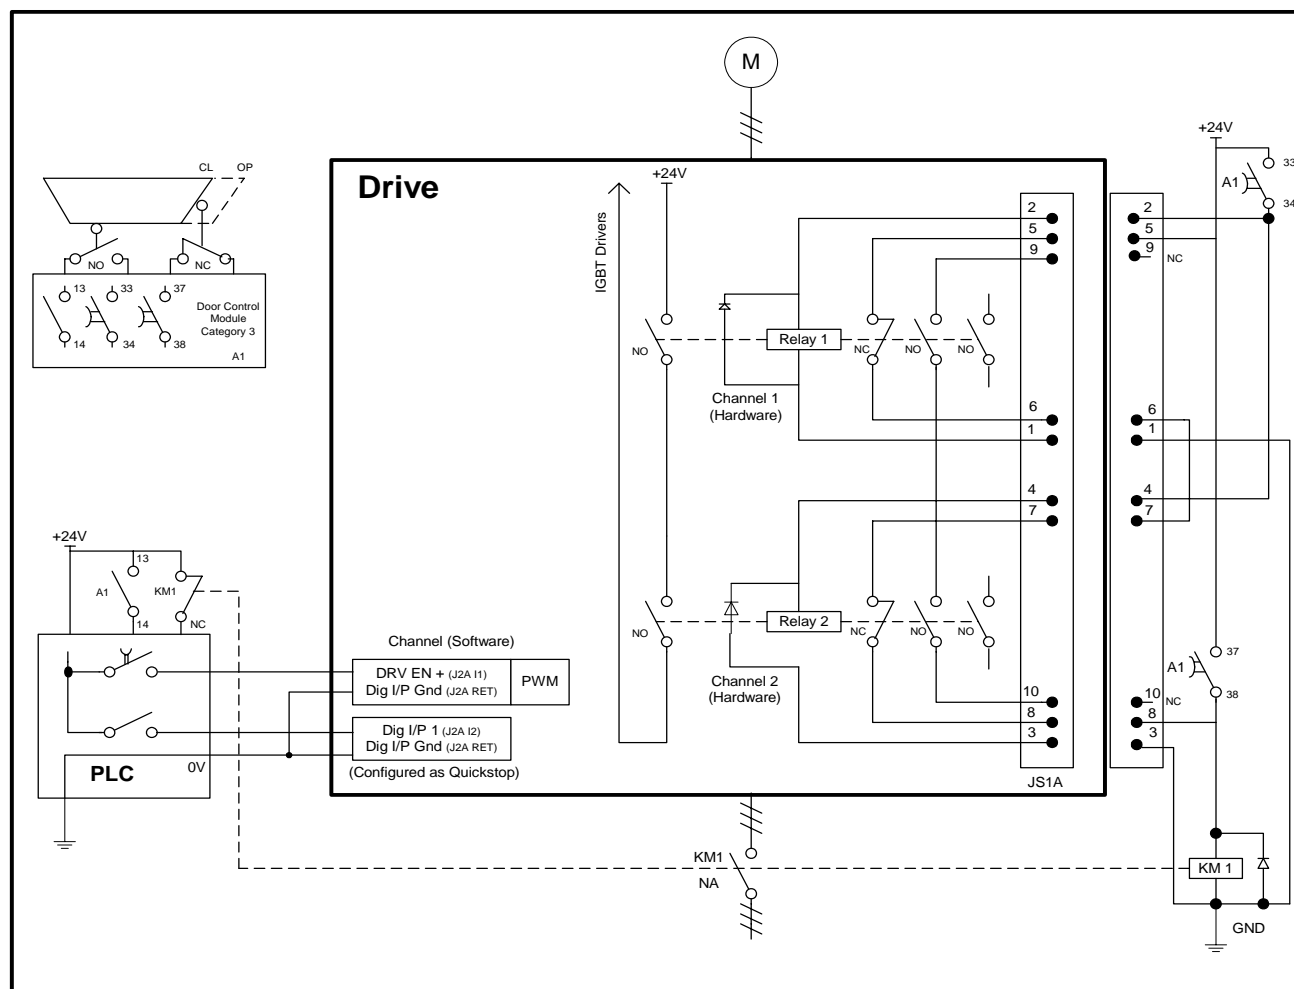 M
+24V
33
A1
34
CL OP
Drive
+24V
IGBT Drivers
2
5
9
2
5
9
NC
NO
NC
13
33
37
Door Control
Module
Category 3
14
34
38
A1
NO
Relay 1
NC
NO
NO
Channel 1
(Hardware)
6
1
6
1
4
7
4
7
+24V
13
A1
KM1
14
NC
NO
Relay 2
NC
NO
NO
Channel 2
(Hardware)
37
A1
38
Channel (Software)
DRV EN + (J2A I1)
Dig I/P Gnd (J2A RET)
PWM
Dig I/P 1 (J2A I2)
Dig I/P Gnd (J2A RET)
(Configured as Quickstop)
10
8
3
10
NC
8
3
PLC
0V
JS1A
KM1
NA
KM 1
GND